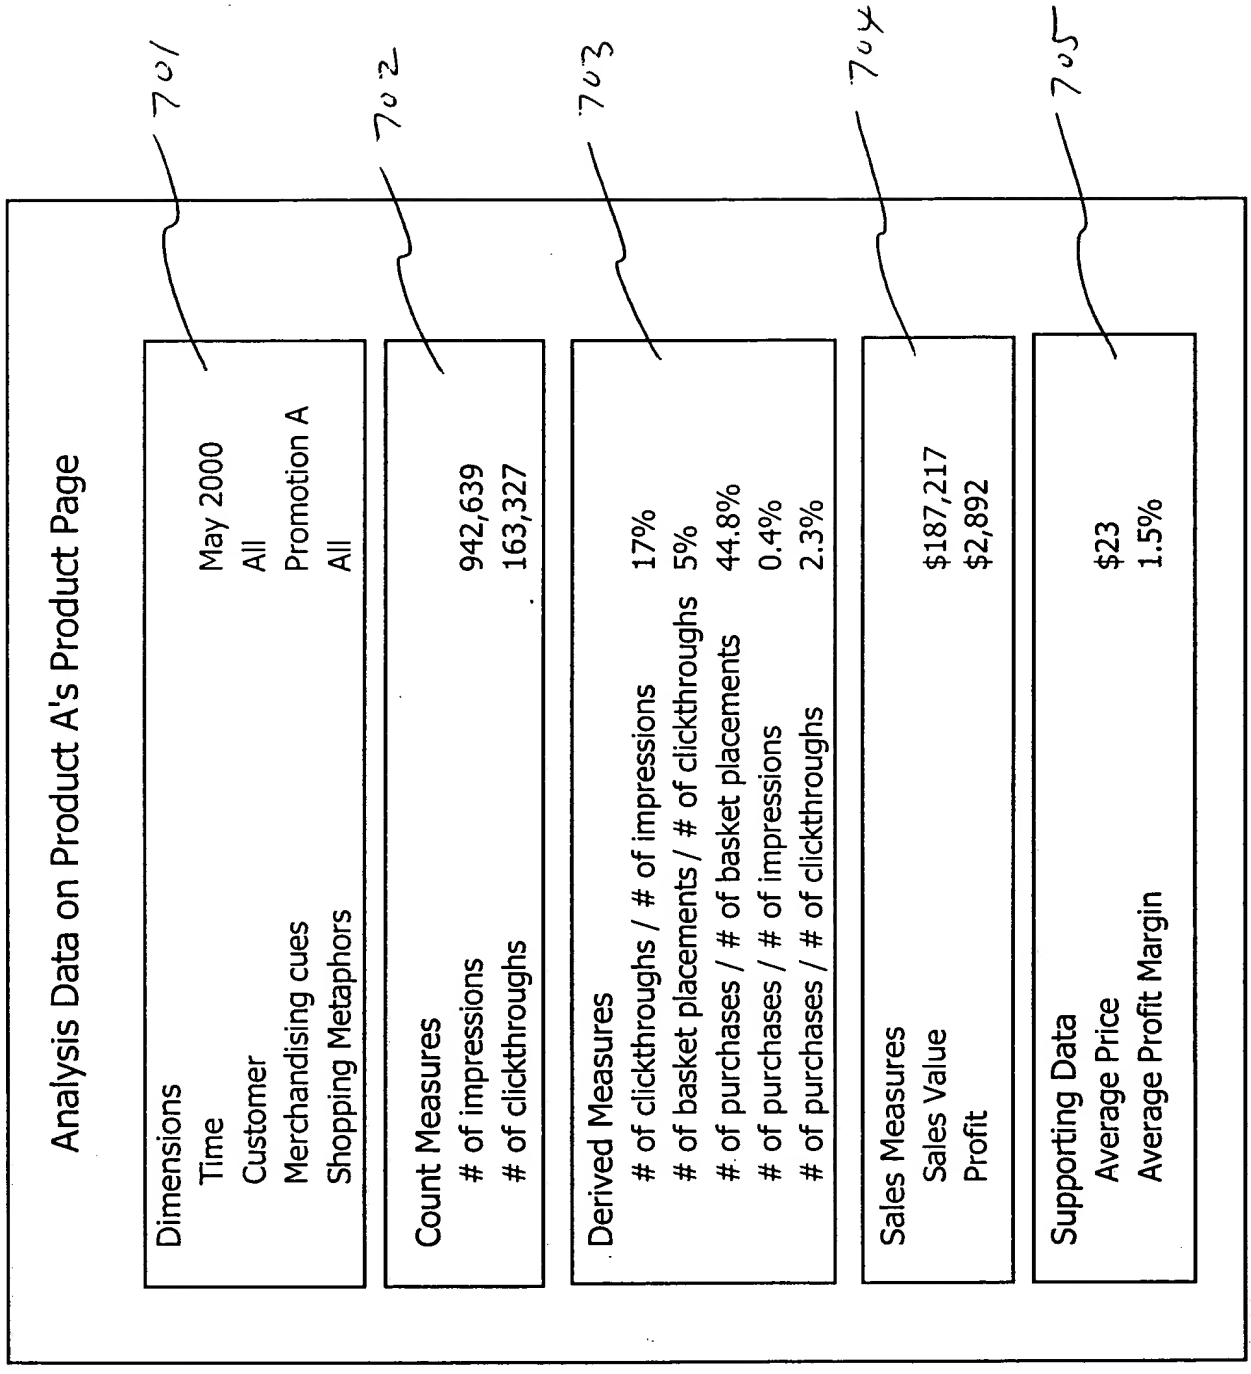 Analysis Data on Product A's Product Page
701
Dimensions
Time May 2000
Customer All
Merchandising cues Promotion A
Shopping Metaphors All
702
Count Measures
# of impressions 942,639
# of clickthroughs 163,327
703
Derived Measures
# of clickthroughs / # of impressions 17%
# of basket placements / # of clickthroughs 5%
# of purchases / # of basket placements 44.8%
# of purchases / # of impressions 0.4%
# of purchases / # of clickthroughs 2.3%
704
Sales Measures
Sales Value $187,217
Profit $2,892
705
Supporting Data
Average Price $23
Average Profit Margin 1.5%